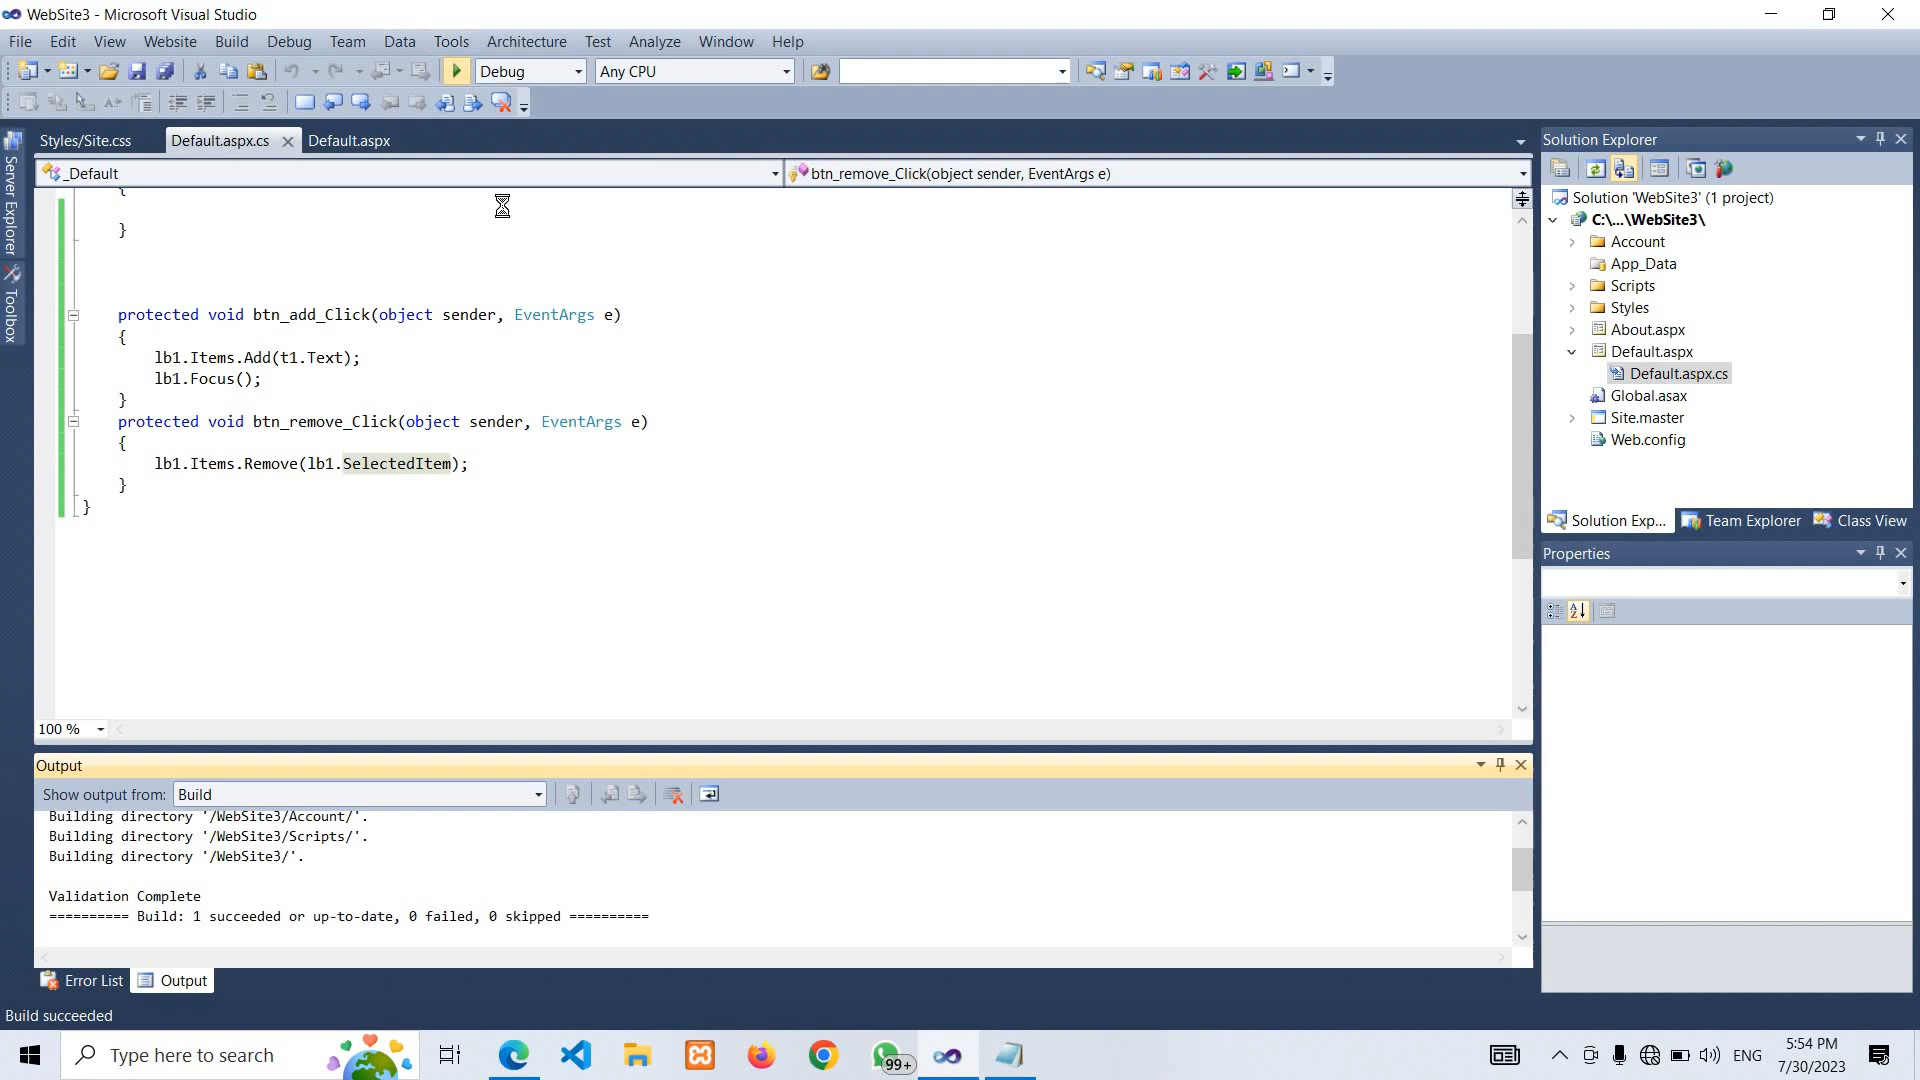 WebSite3 - Microsoft Visual Studio
File Edit View Website Build Debug Team Data Tools Architecture Test Analyze Window Help
Debug Any CPU
Styles/Site.css Default.aspx.cs Default.aspx
_Default btn_remove_Click(object sender, EventArgs e)
Server Explorer
Toolbox
{
}
protected void btn_add_Click(object sender, EventArgs e)
{
lb1.Items.Add(t1.Text);
lb1.Focus();
}
protected void btn_remove_Click(object sender, EventArgs e)
{
lb1.Items.Remove(lb1.SelectedItem);
}
}
100 %
Solution Explorer
Solution 'WebSite3' (1 project)
C:\...\WebSite3\
Account
App_Data
Scripts
Styles
About.aspx
Default.aspx
Default.aspx.cs
Global.asax
Site.master
Web.config
Solution Exp... Team Explorer Class View
Properties
Output
Show output from: Build
Building directory '/WebSite3/Account/'.
Building directory '/WebSite3/Scripts/'.
Building directory '/WebSite3/'.
Validation Complete
========== Build: 1 succeeded or up-to-date, 0 failed, 0 skipped ==========
Error List Output
Build succeeded
Type here to search
99+
ENG
5:54 PM
7/30/2023